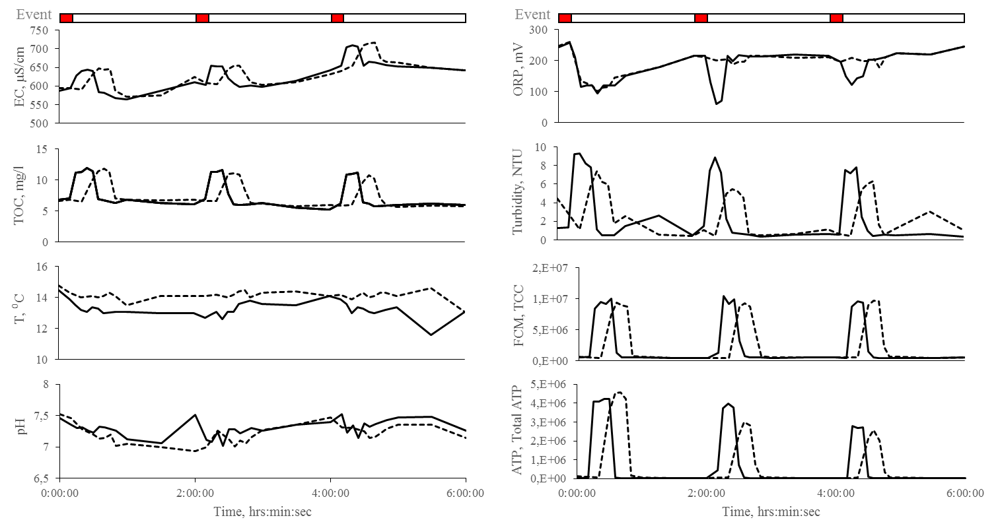 Event
750
700
650
600
550
500
EC, µS/cm
15
10
5
0
TOC, mg/l
16
14
12
10
T, ⁰C
8
7,5
7
6,5
pH
0:00:00 2:00:00 4:00:00 6:00:00
Time, hrs:min:sec
Event
300
200
100
0
ORP, mV
10
8
6
4
2
0
Turbidity, NTU
2,E+07
1,E+07
5,E+06
0,E+00
FCM, TCC
5,E+06
4,E+06
3,E+06
2,E+06
1,E+06
0,E+00
ATP, Total ATP
0:00:00 2:00:00 4:00:00 6:00:00
Time, hrs:min:sec